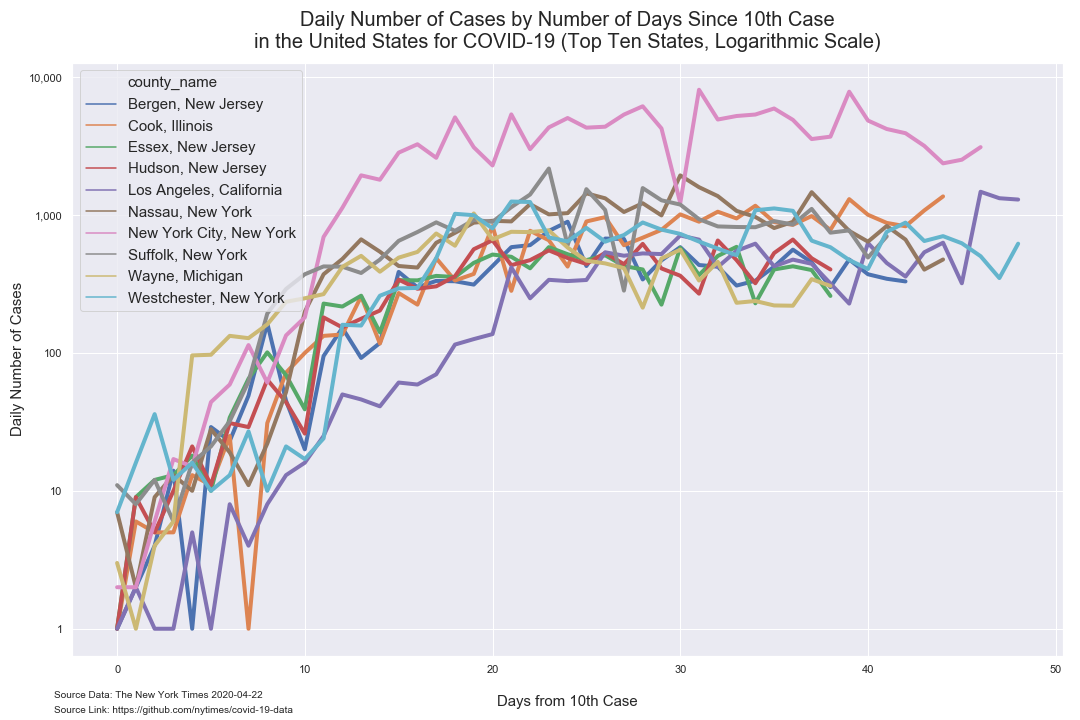 Daily Number of Cases by Number of Days Since 10th Case
in the United States for COVID-19 (Top Ten States, Logarithmic Scale)
10,000
1,000
100
10
1
Daily Number of Cases
county_name
Bergen, New Jersey
Cook, Illinois
Essex, New Jersey
Hudson, New Jersey
Los Angeles, California
Nassau, New York
New York City, New York
Suffolk, New York
Wayne, Michigan
Westchester, New York
0 10 20 30 40 50
Days from 10th Case
Source Data: The New York Times 2020-04-22
Source Link: https://github.com/nytimes/covid-19-data